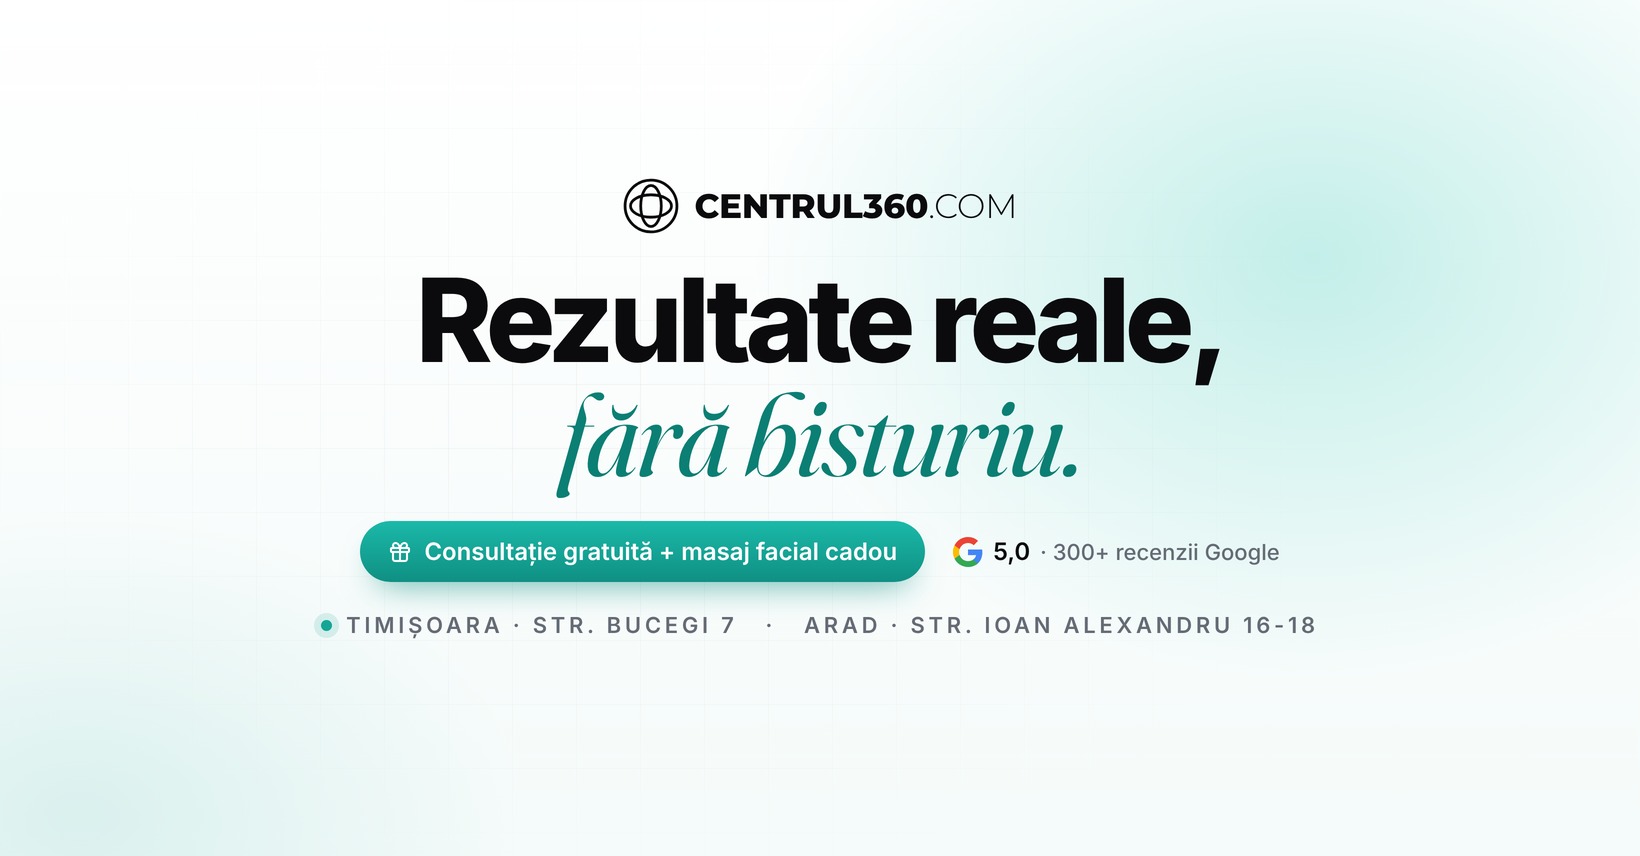 CENTRUL360.COM
Rezultate reale,
fără bisturiu.
Consultație gratuită + masaj facial cadou
5,0 · 300+ recenzii Google
TIMIȘOARA · STR. BUCEGI 7 · ARAD · STR. IOAN ALEXANDRU 16-18